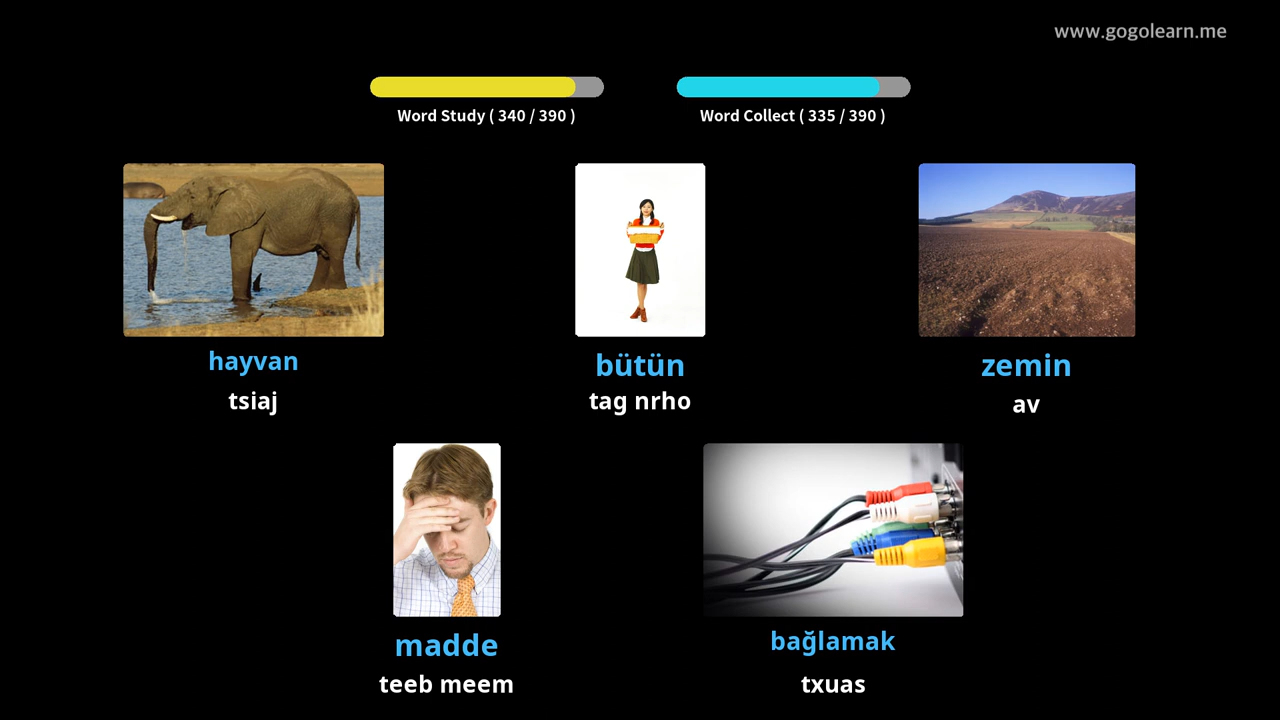 www.gogolearn.me
Word Study ( 340 / 390 )
Word Collect ( 335 / 390 )
hayvan
tsiaj
bütün
tag nrho
zemin
av
madde
teeb meem
bağlamak
txuas